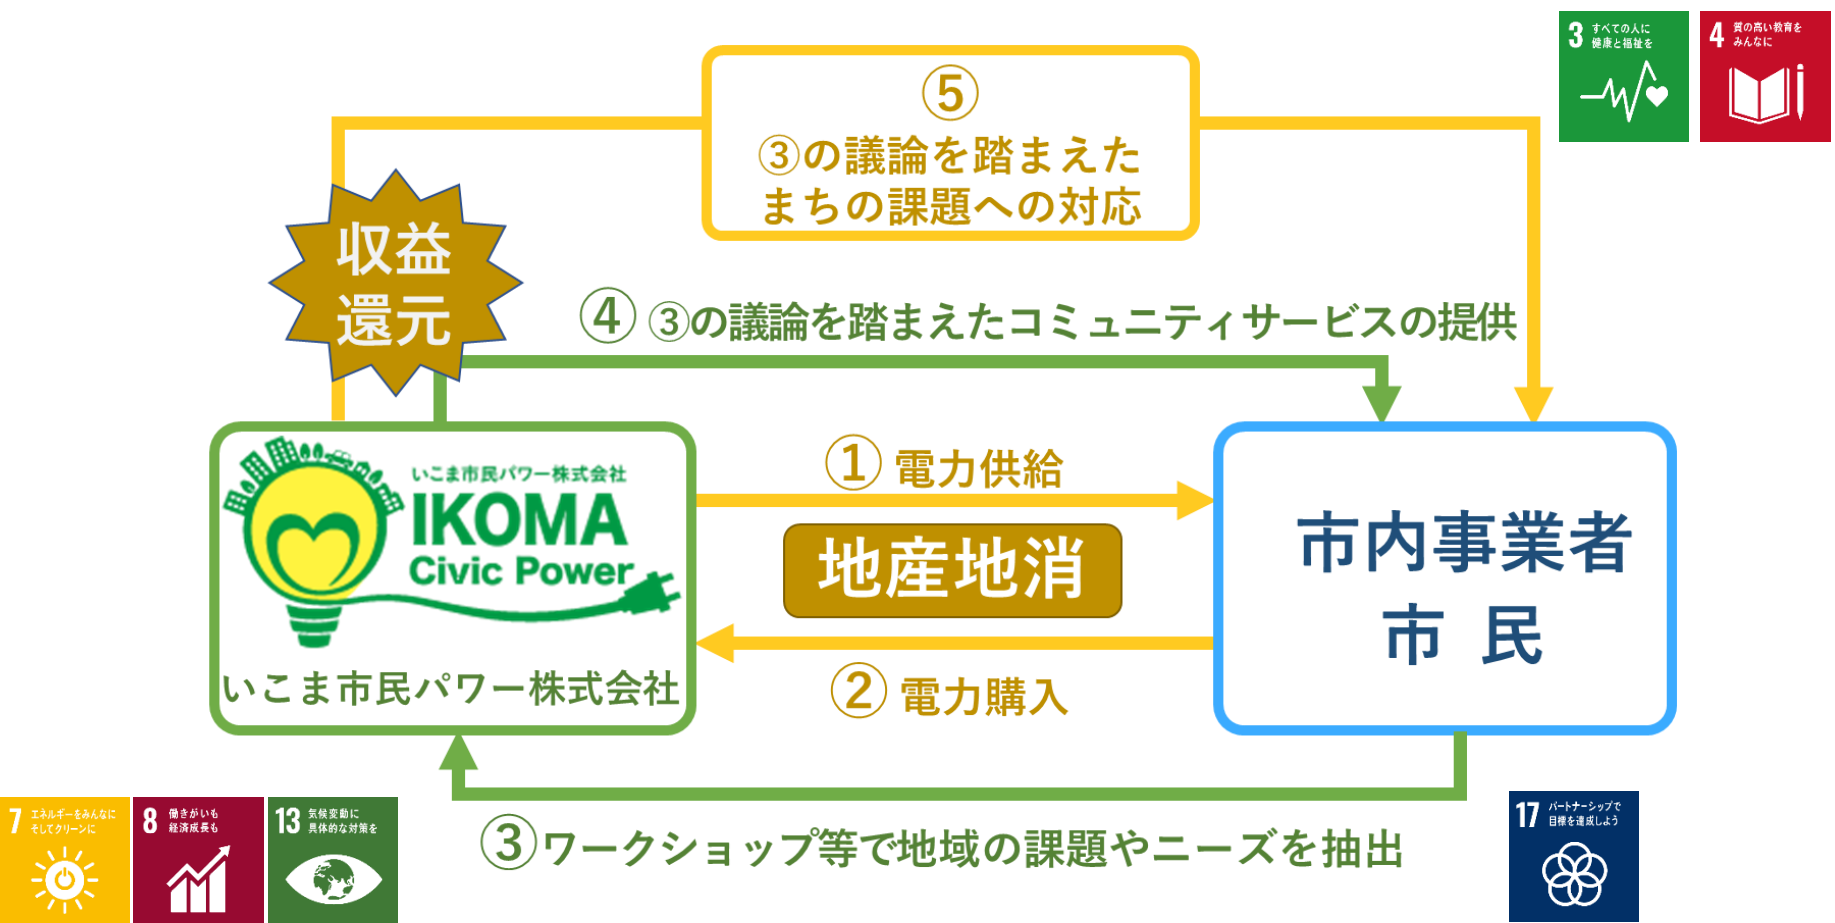 3 すべての人に
健康と福祉を
4 質の高い教育を
みんなに
⑤
③の議論を踏まえた
まちの課題への対応
収益
還元
④ ③の議論を踏まえたコミュニティサービスの提供
いこま市民パワー株式会社
IKOMA
Civic Power
いこま市民パワー株式会社
① 電力供給
地産地消
② 電力購入
市内事業者
市 民
③ワークショップ等で地域の課題やニーズを抽出
7 エネルギーをみんなに
そしてクリーンに
8 働きがいも
経済成長も
13 気候変動に
具体的な対策を
17 パートナーシップで
目標を達成しよう